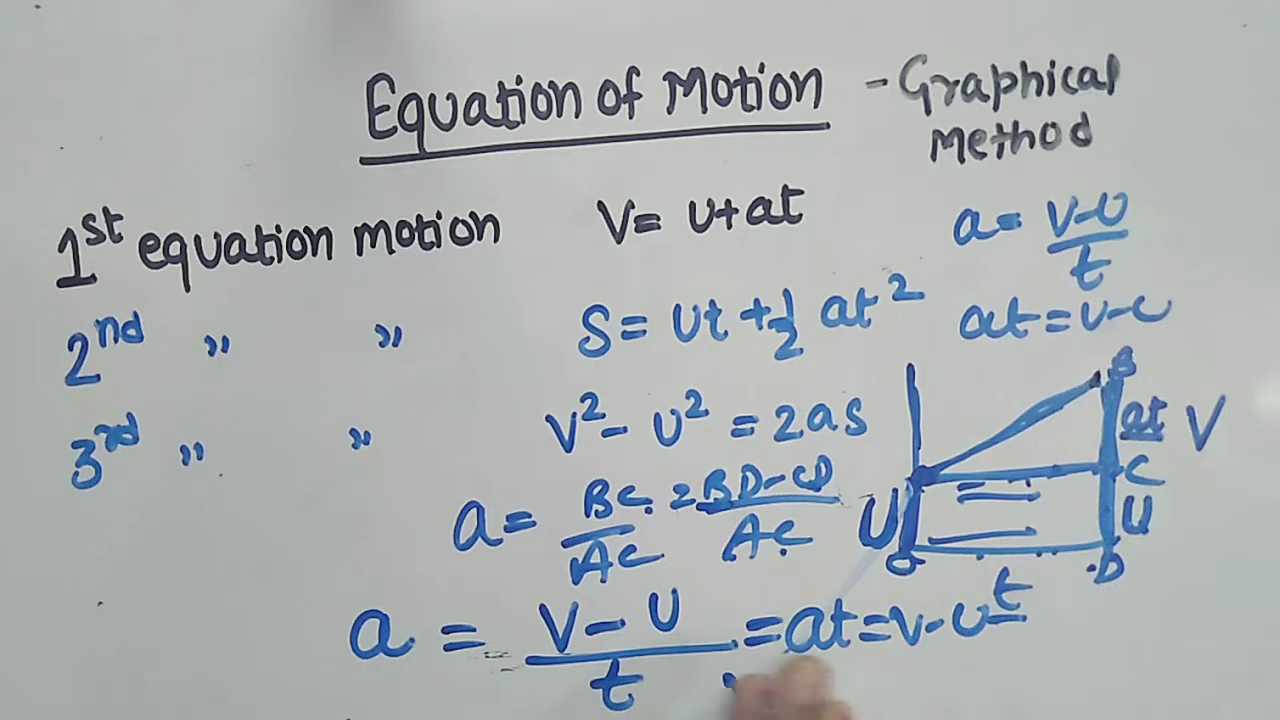 Equation of Motion - Graphical Method
1st equation motion V= U+at
a= V-U/t
2nd " " S= Ut+½ at²
at=V-U
3rd " " V²- U² = 2as
B
at V
C
a= BC/AC = BD-CD/AC
U U
O D
t
a = V-U/t = at=V-U